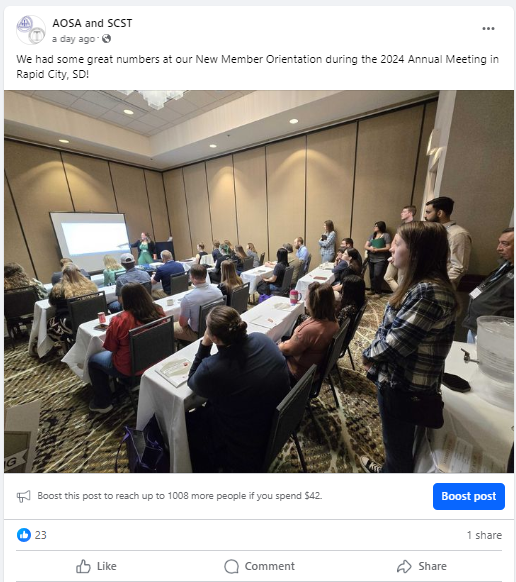 AOSA and SCST
a day ago ·
We had some great numbers at our New Member Orientation during the 2024 Annual Meeting in
Rapid City, SD!
Boost this post to reach up to 1008 more people if you spend $42.
Boost post
23
1 share
Like
Comment
Share